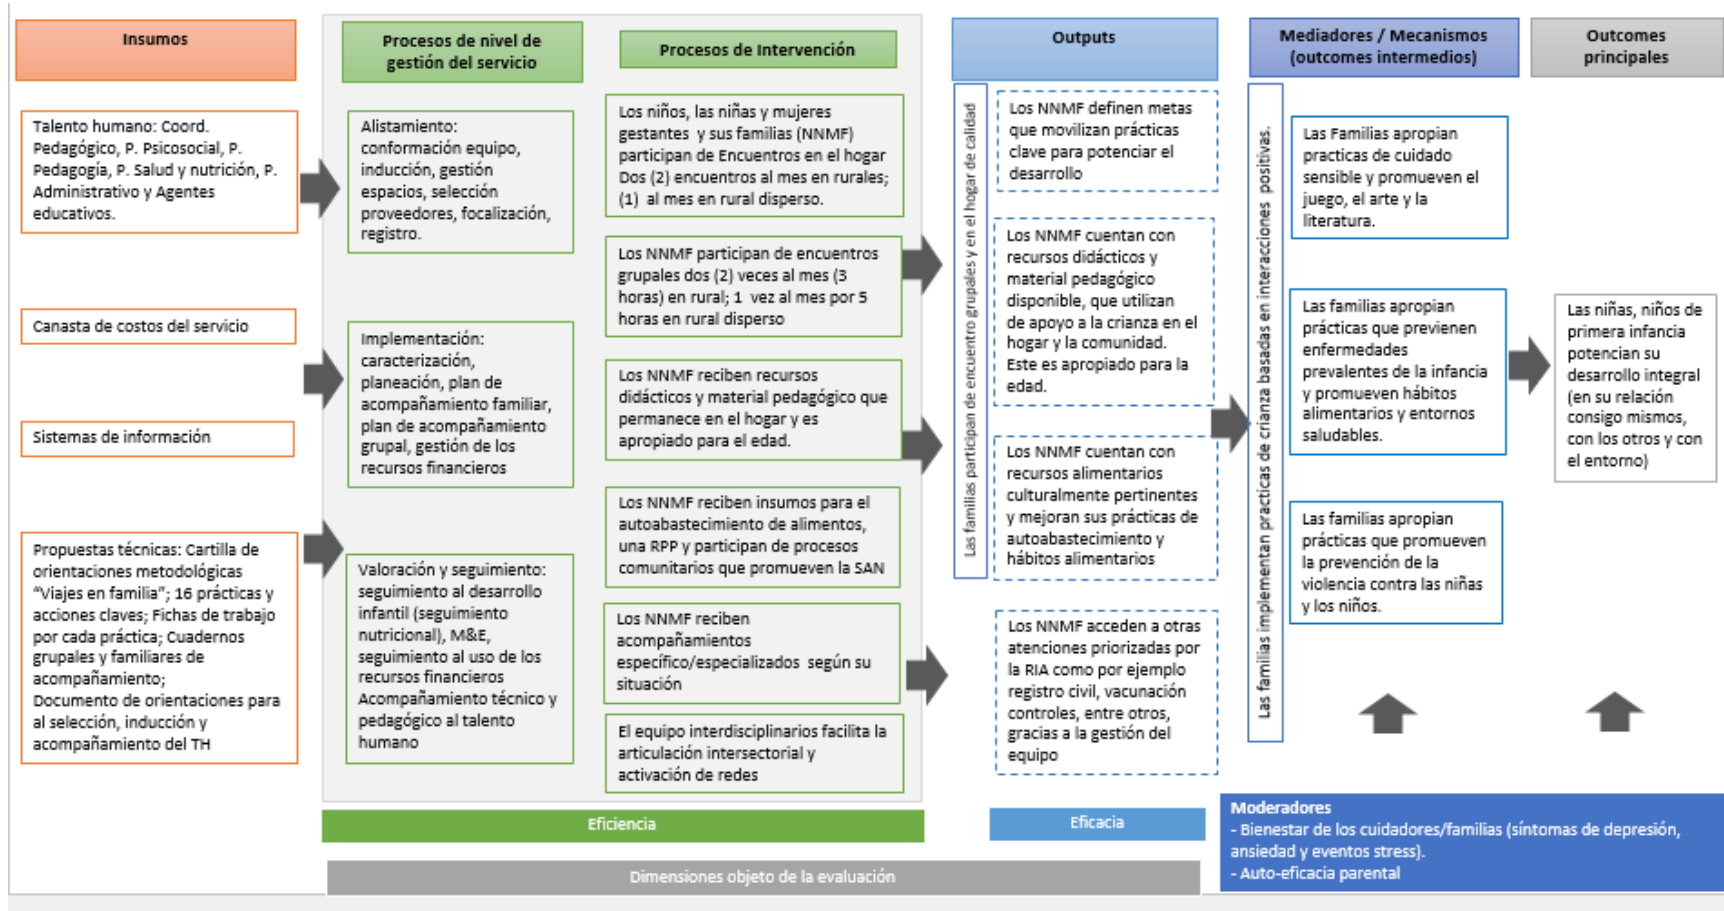 Insumos
Talento humano: Coord.
Pedagógico, P. Psicosocial, P.
Pedagogía, P. Salud y nutrición, P.
Administrativo y Agentes
educativos.
Canasta de costos del servicio
Sistemas de información
Propuestas técnicas: Cartilla de
orientaciones metodológicas
“Viajes en familia”; 16 prácticas y
acciones claves; Fichas de trabajo
por cada práctica; Cuadernos
grupales y familiares de
acompañamiento;
Documento de orientaciones para
al selección, inducción y
acompañamiento del TH
Procesos de nivel de
gestión del servicio
Alistamiento:
conformación equipo,
inducción, gestión
espacios, selección
proveedores, focalización,
registro.
Implementación:
caracterización,
planeación, plan de
acompañamiento familiar,
plan de acompañamiento
grupal, gestión de los
recursos financieros
Valoración y seguimiento:
seguimiento al desarrollo
infantil (seguimiento
nutricional), M&E,
seguimiento al uso de los
recursos financieros
Acompañamiento técnico y
pedagógico al talento
humano
Procesos de Intervención
Los niños, las niñas y mujeres
gestantes y sus familias (NNMF)
participan de Encuentros en el hogar
Dos (2) encuentros al mes en rurales;
(1) al mes en rural disperso.
Los NNMF participan de encuentros
grupales dos (2) veces al mes (3
horas) en rural; 1 vez al mes por 5
horas en rural disperso
Los NNMF reciben recursos
didácticos y material pedagógico que
permanece en el hogar y es
apropiado para el edad.
Los NNMF reciben insumos para el
autoabastecimiento de alimentos,
una RPP y participan de procesos
comunitarios que promueven la SAN
Los NNMF reciben
acompañamientos
específico/especializados según su
situación
El equipo interdisciplinarios facilita la
articulación intersectorial y
activación de redes
Outputs
Las familias participan de encuentro grupales y en el hogar de calidad
Los NNMF definen metas
que movilizan prácticas
clave para potenciar el
desarrollo
Los NNMF cuentan con
recursos didácticos y
material pedagógico
disponible, que utilizan
de apoyo a la crianza en el
hogar y la comunidad.
Este es apropiado para la
edad.
Los NNMF cuentan con
recursos alimentarios
culturalmente pertinentes
y mejoran sus prácticas de
autoabastecimiento y
hábitos alimentarios
Los NNMF acceden a otras
atenciones priorizadas por
la RIA como por ejemplo
registro civil, vacunación
controles, entre otros,
gracias a la gestión del
equipo
Mediadores / Mecanismos
(outcomes intermedios)
Las familias implementan practicas de crianza basadas en interacciones positivas.
Las Familias apropian
practicas de cuidado
sensible y promueven el
juego, el arte y la
literatura.
Las familias apropian
prácticas que previenen
enfermedades
prevalentes de la infancia
y promueven hábitos
alimentarios y entornos
saludables.
Las familias apropian
prácticas que promueven
la prevención de la
violencia contra las niñas
y los niños.
Outcomes
principales
Las niñas, niños de
primera infancia
potencian su
desarrollo integral
(en su relación
consigo mismos,
con los otros y con
el entorno)
Eficiencia
Eficacia
Dimensiones objeto de la evaluación
Moderadores
- Bienestar de los cuidadores/familias (síntomas de depresión,
ansiedad y eventos stress).
- Auto-eficacia parental